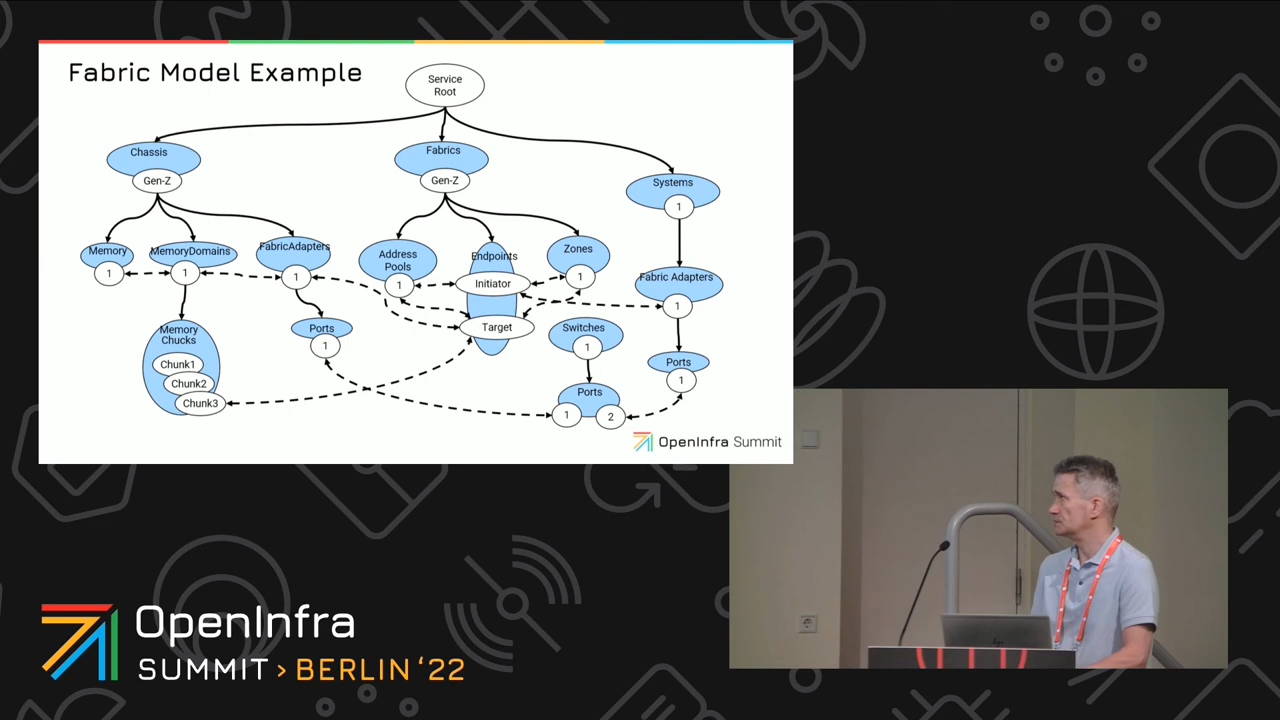 Fabric Model Example
Service
Root
Chassis
Gen-Z
Fabrics
Gen-Z
Systems
1
Memory
1
MemoryDomains
1
FabricAdapters
1
Address
Pools
1
Endpoints
Initiator
Target
Zones
1
Fabric Adapters
1
Memory
Chucks
Chunk1
Chunk2
Chunk3
Ports
1
Switches
1
Ports
1
2
Ports
1
OpenInfra Summit
OpenInfra
SUMMIT > BERLIN ‘22
hp